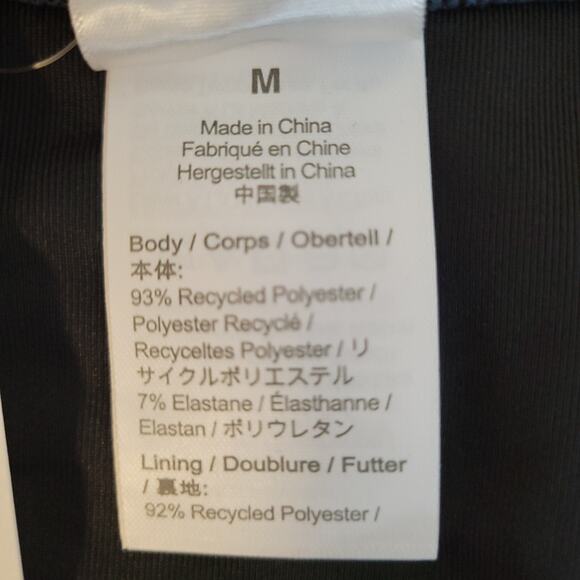 M
Made in China
Fabriqué en Chine
Hergestellt in China
中国製
Body / Corps / Oberteil /
本体:
93% Recycled Polyester /
Polyester Recyclé /
Recyceltes Polyester / リ
サイクルポリエステル
7% Elastane / Élasthanne /
Elastan / ポリウレタン
Lining / Doublure / Futter
/ 裏地:
92% Recycled Polyester /